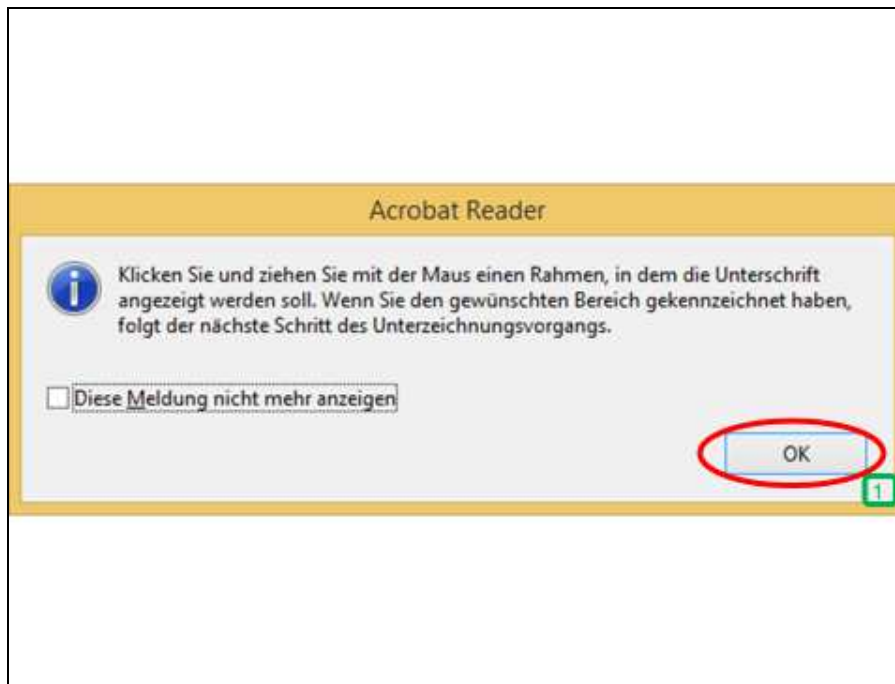 Acrobat Reader
Klicken Sie und ziehen Sie mit der Maus einen Rahmen, in dem die Unterschrift
angezeigt werden soll. Wenn Sie den gewünschten Bereich gekennzeichnet haben,
folgt der nächste Schritt des Unterzeichnungsvorgangs.
Diese Meldung nicht mehr anzeigen
OK
1